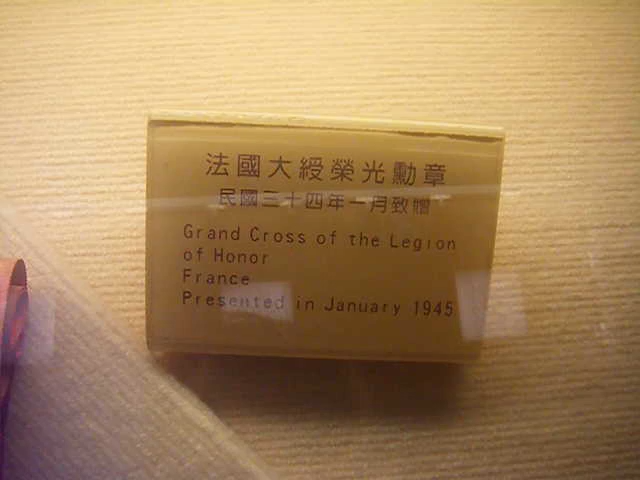 法國大綬榮光勳章
民國三十四年一月致贈
Grand Cross of the Legion
of Honor
France
Presented in January 1945